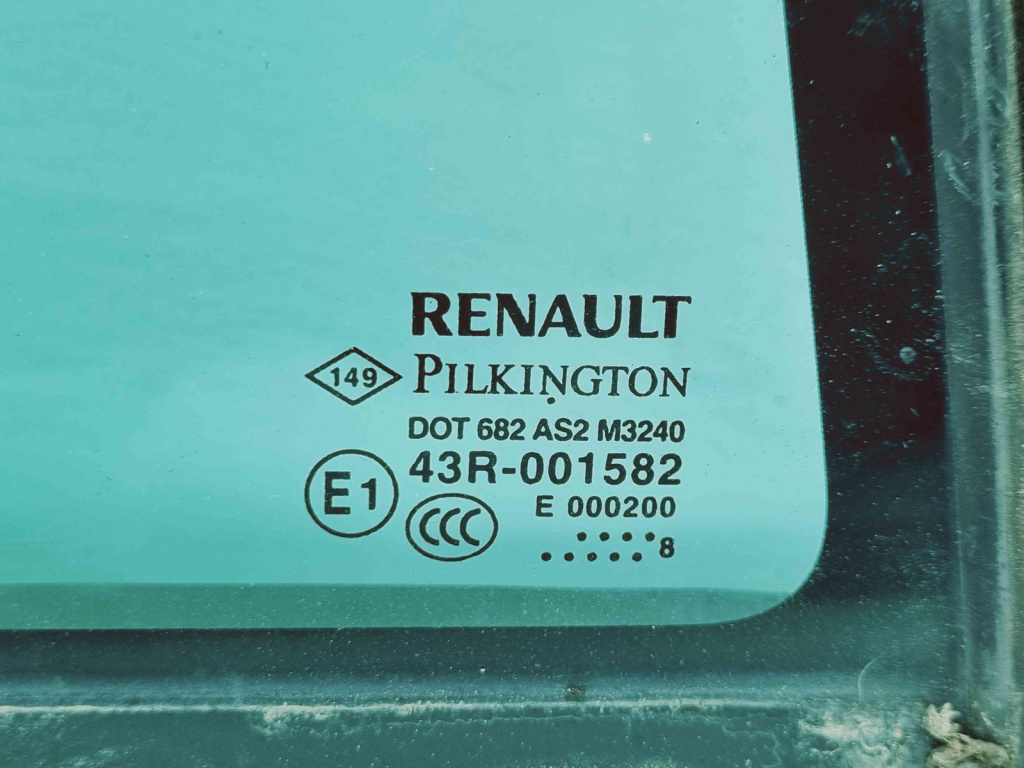 RENAULT
149 PILKINGTON
DOT 682 AS2 M3240
E1 43R-001582
CCC E 000200
8